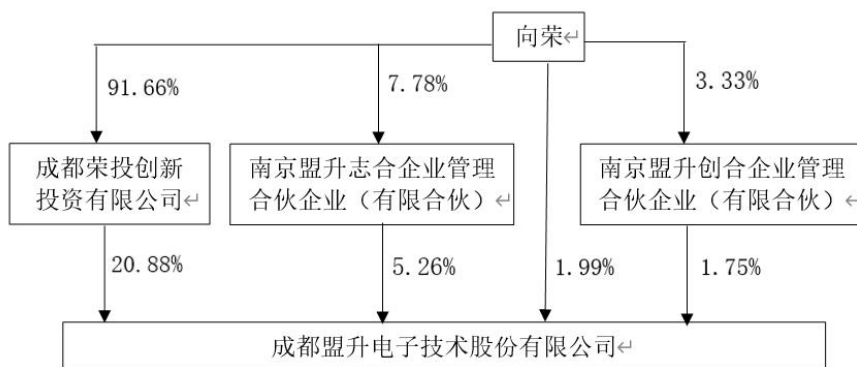 向荣↵
91.66%
7.78%
3.33%
成都荣投创新
投资有限公司↵
南京盟升志合企业管理
合伙企业（有限合伙）↵
南京盟升创合企业管理
合伙企业（有限合伙）↵
20.88%
5.26%
1.99%
1.75%
成都盟升电子技术股份有限公司↵